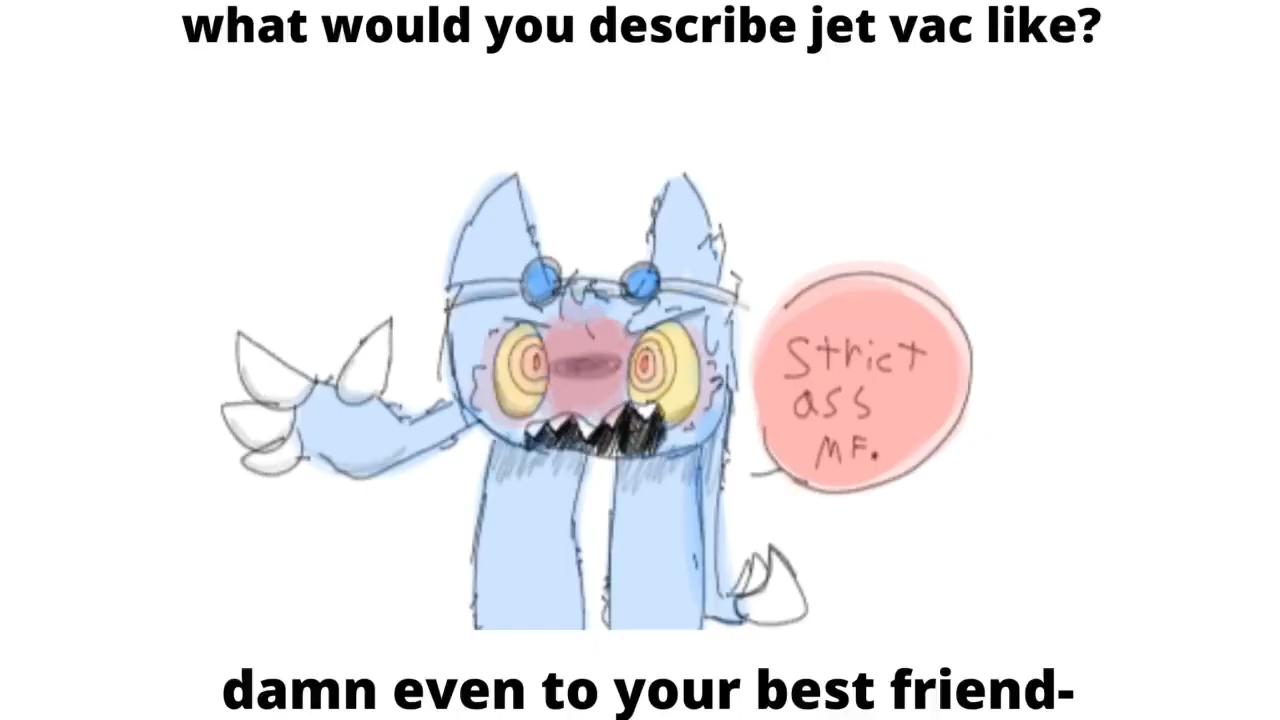 what would you describe jet vac like?
Strict
ass
MF.
damn even to your best friend-